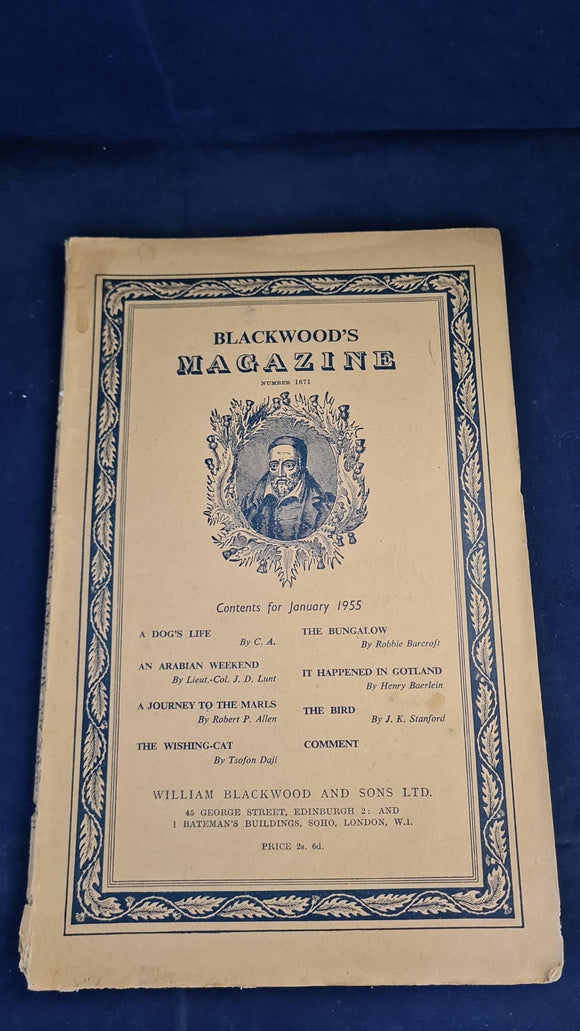 BLACKWOOD'S
MAGAZINE
NUMBER 1671
Contents for January 1955
A DOG'S LIFE
By C. A.
AN ARABIAN WEEKEND
By Lieut.-Col. J. D. Lunt
A JOURNEY TO THE MARLS
By Robert P. Allen
THE WISHING-CAT
By Tsofon Daji
THE BUNGALOW
By Robbie Barcroft
IT HAPPENED IN GOTLAND
By Henry Baerlein
THE BIRD
By J. K. Stanford
COMMENT
WILLIAM BLACKWOOD AND SONS LTD.
45 GEORGE STREET, EDINBURGH 2: AND
1 BATEMAN'S BUILDINGS, SOHO, LONDON, W.1.
PRICE 2s. 6d.